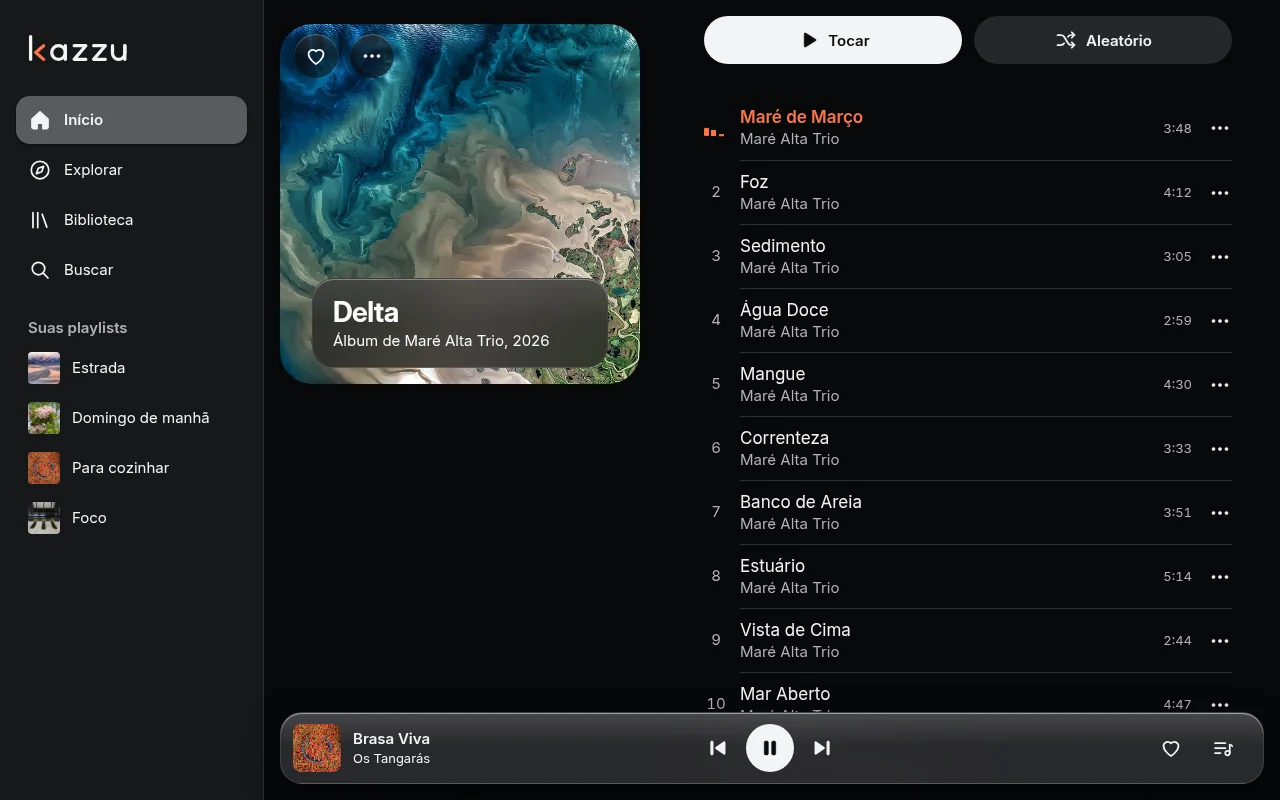 kazzu
Início
Explorar
Biblioteca
Buscar
Suas playlists
Estrada
Domingo de manhã
Para cozinhar
Foco
Delta
Álbum de Maré Alta Trio, 2026
Tocar
Aleatório
Maré de Março
Maré Alta Trio
3:48
2
Foz
Maré Alta Trio
4:12
3
Sedimento
Maré Alta Trio
3:05
4
Água Doce
Maré Alta Trio
2:59
5
Mangue
Maré Alta Trio
4:30
6
Correnteza
Maré Alta Trio
3:33
7
Banco de Areia
Maré Alta Trio
3:51
8
Estuário
Maré Alta Trio
5:14
9
Vista de Cima
Maré Alta Trio
2:44
10
Mar Aberto
4:47
Brasa Viva
Os Tangarás